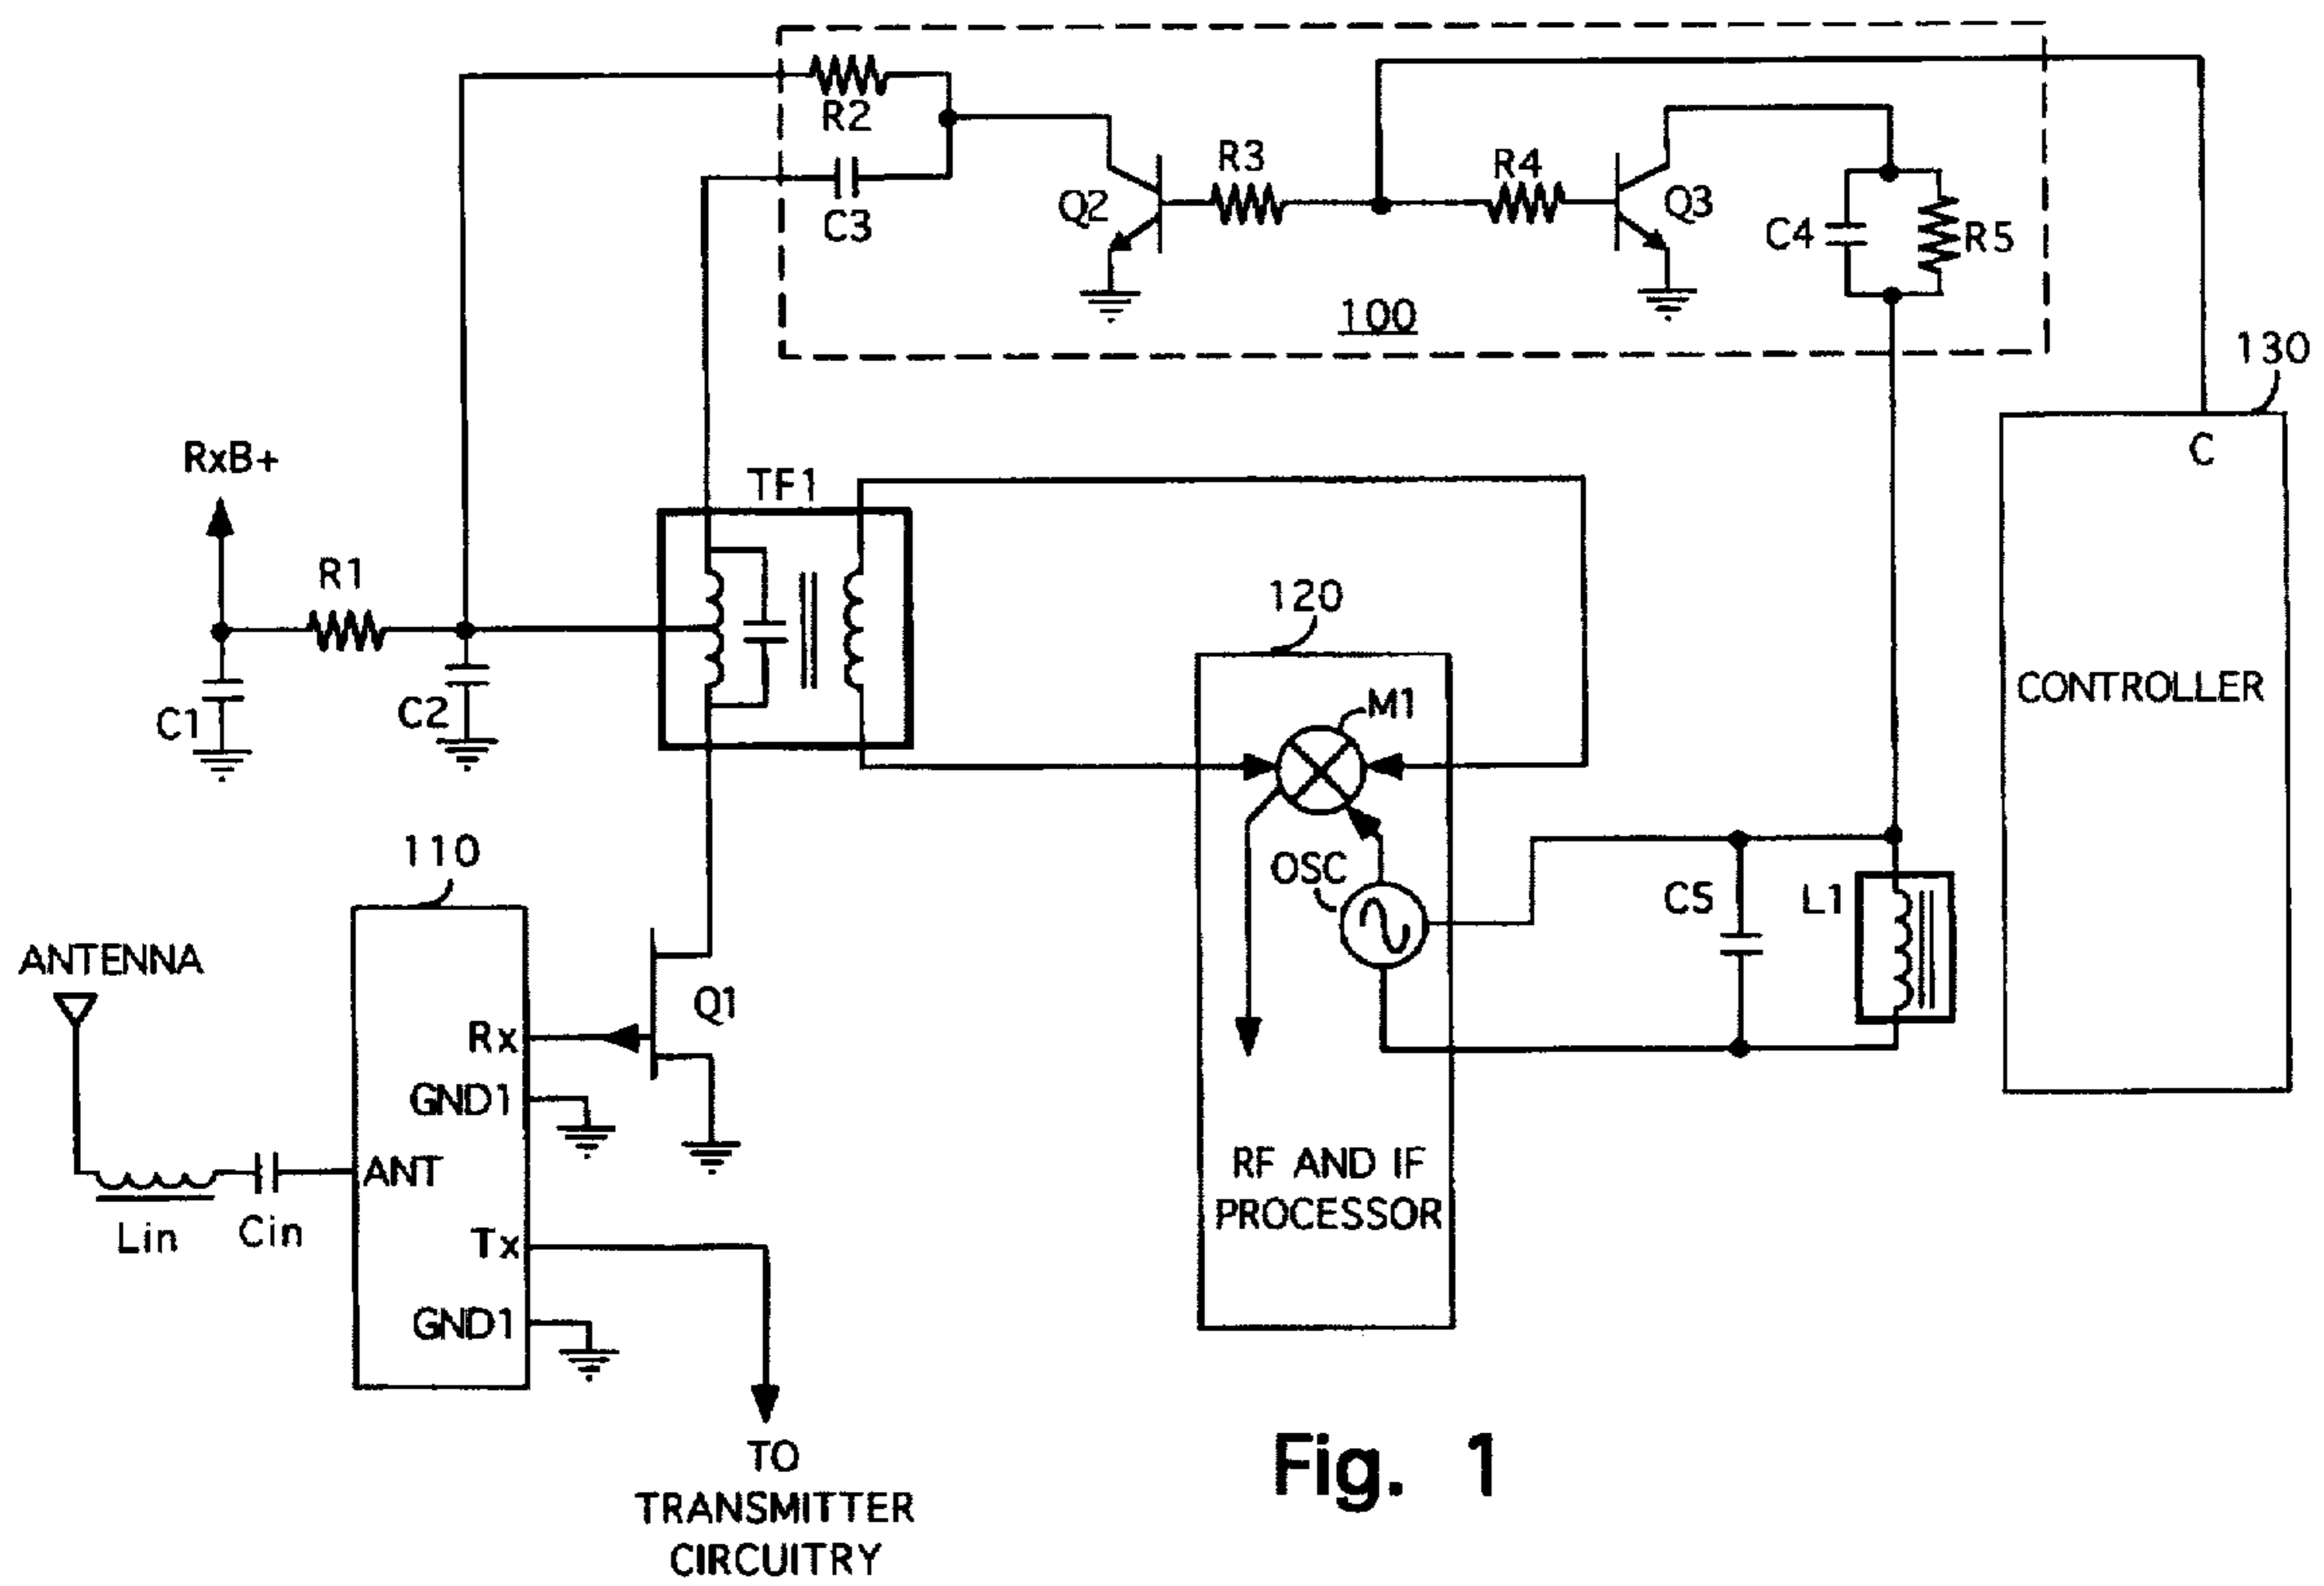 R2
C3
Q2
R3
R4
Q3
C4
R5
100
130
C
RxB+
TF1
R1
C1
C2
120
M1
CONTROLLER
OSC
C5
L1
110
ANTENNA
Q1
Rx
GND1
ANT
Lin
Cin
Tx
GND1
RF AND IF
PROCESSOR
TO
TRANSMITTER
CIRCUITRY
Fig. 1